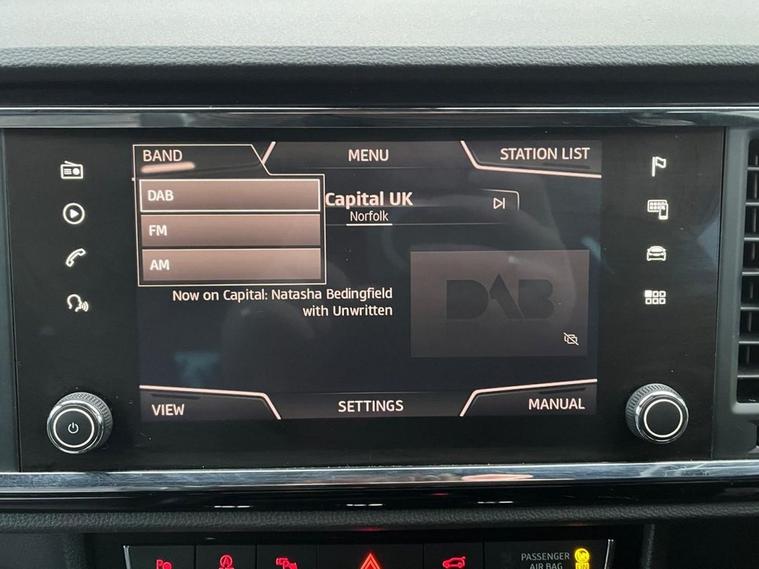 BAND
MENU
STATION LIST
DAB
FM
AM
Capital UK
Norfolk
Now on Capital: Natasha Bedingfield
with Unwritten
DAB
VIEW
SETTINGS
MANUAL
PASSENGER
AIR BAG